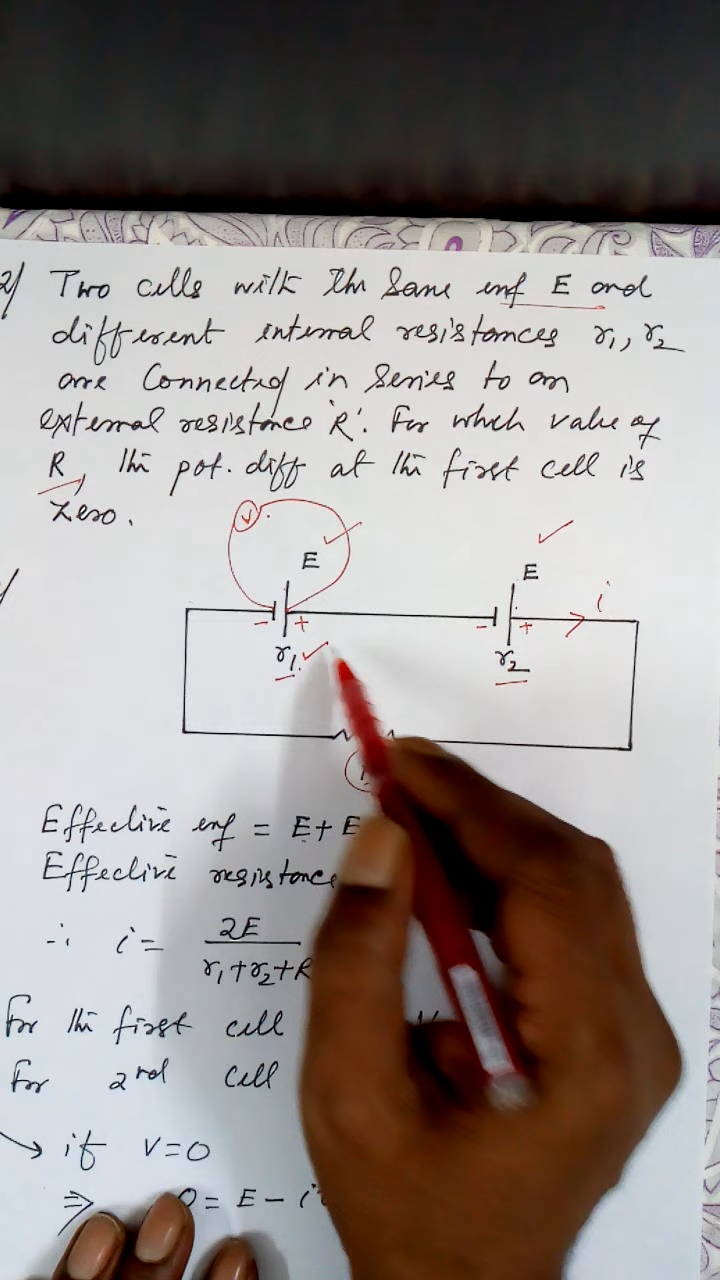 2/ Two cells with the same emf E and
different internal resistances r₁, r₂
are connected in series to an
external resistance 'R'. For which value of
R, the pot. diff at the first cell is
zero.
V
E
E
i
- +
- +
r₁
r₂
Effective emf = E+E
Effective resistance
∴ i = 2E / r₁+r₂+R
For the first cell
For 2nd cell
→ if V=0
⇒ 0 = E - i